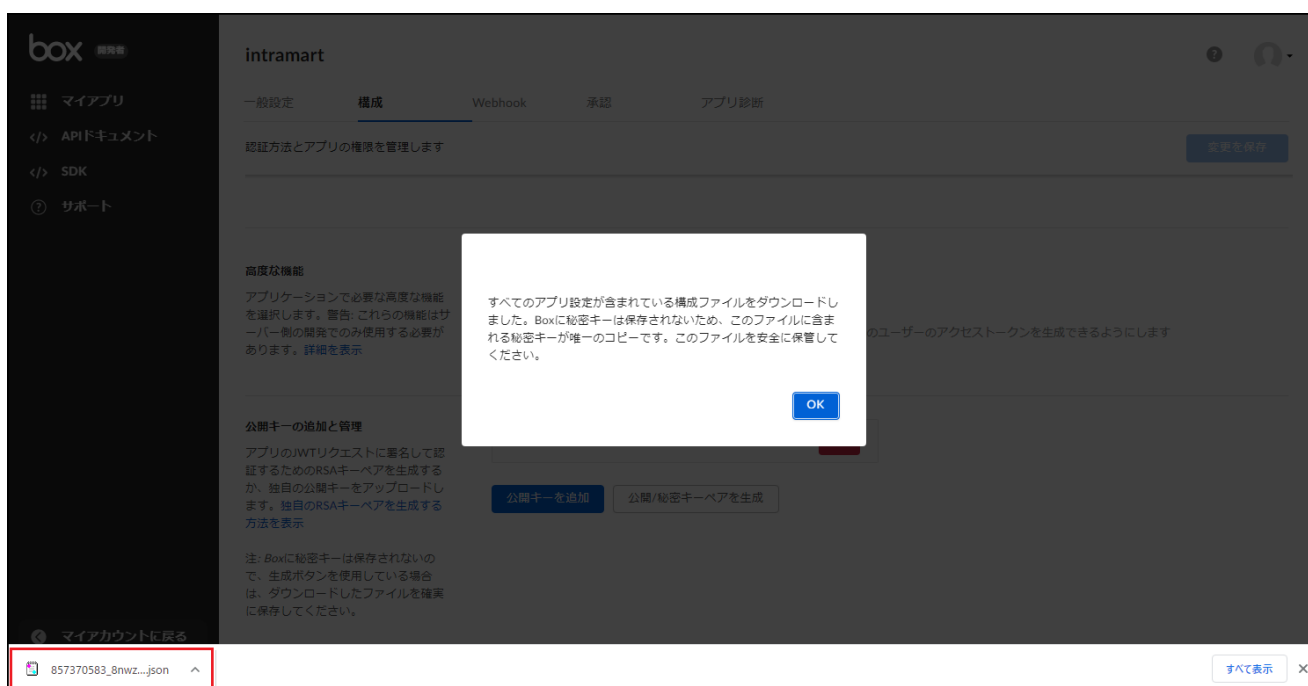 box 開発者
マイアプリ
APIドキュメント
SDK
サポート
マイアカウントに戻る
intramart
一般設定 構成 Webhook 承認 アプリ診断
認証方法とアプリの権限を管理します
変更を保存
高度な機能
アプリケーションで必要な高度な機能
を選択します。警告: これらの機能はサ
ーバー側の開発でのみ使用する必要が
あります。詳細を表示
のユーザーのアクセストークンを生成できるようにします
すべてのアプリ設定が含まれている構成ファイルをダウンロードし
ました。Boxに秘密キーは保存されないため、このファイルに含ま
れる秘密キーが唯一のコピーです。このファイルを安全に保管して
ください。
OK
公開キーの追加と管理
アプリのJWTリクエストに署名して認
証するためのRSAキーペアを生成する
か、独自の公開キーをアップロードし
ます。独自のRSAキーペアを生成する
方法を表示
注: Boxに秘密キーは保存されないの
で、生成ボタンを使用している場合
は、ダウンロードしたファイルを確実
に保存してください。
公開キーを追加
公開/秘密キーペアを生成
857370583_8nwz....json
すべて表示